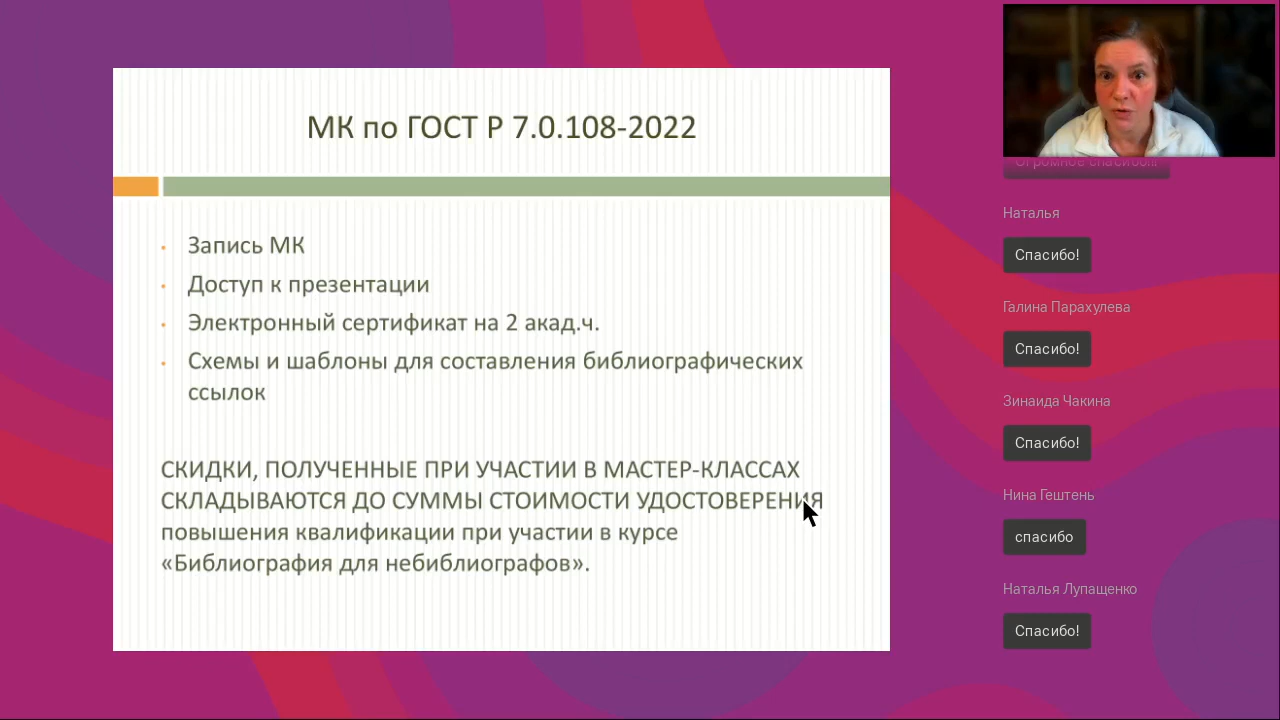 МК по ГОСТ Р 7.0.108-2022
Запись МК
Доступ к презентации
Электронный сертификат на 2 акад.ч.
Схемы и шаблоны для составления библиографических
ссылок
СКИДКИ, ПОЛУЧЕННЫЕ ПРИ УЧАСТИИ В МАСТЕР-КЛАССАХ
СКЛАДЫВАЮТСЯ ДО СУММЫ СТОИМОСТИ УДОСТОВЕРЕНИЯ
повышения квалификации при участии в курсе
«Библиография для небиблиографов».
Огромное спасибо!!!
Наталья
Спасибо!
Галина Парахулева
Спасибо!
Зинаида Чакина
Спасибо!
Нина Гештень
спасибо
Наталья Лупащенко
Спасибо!